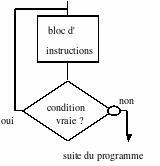 bloc d'
instructions
condition
vraie ?
non
oui
suite du programme